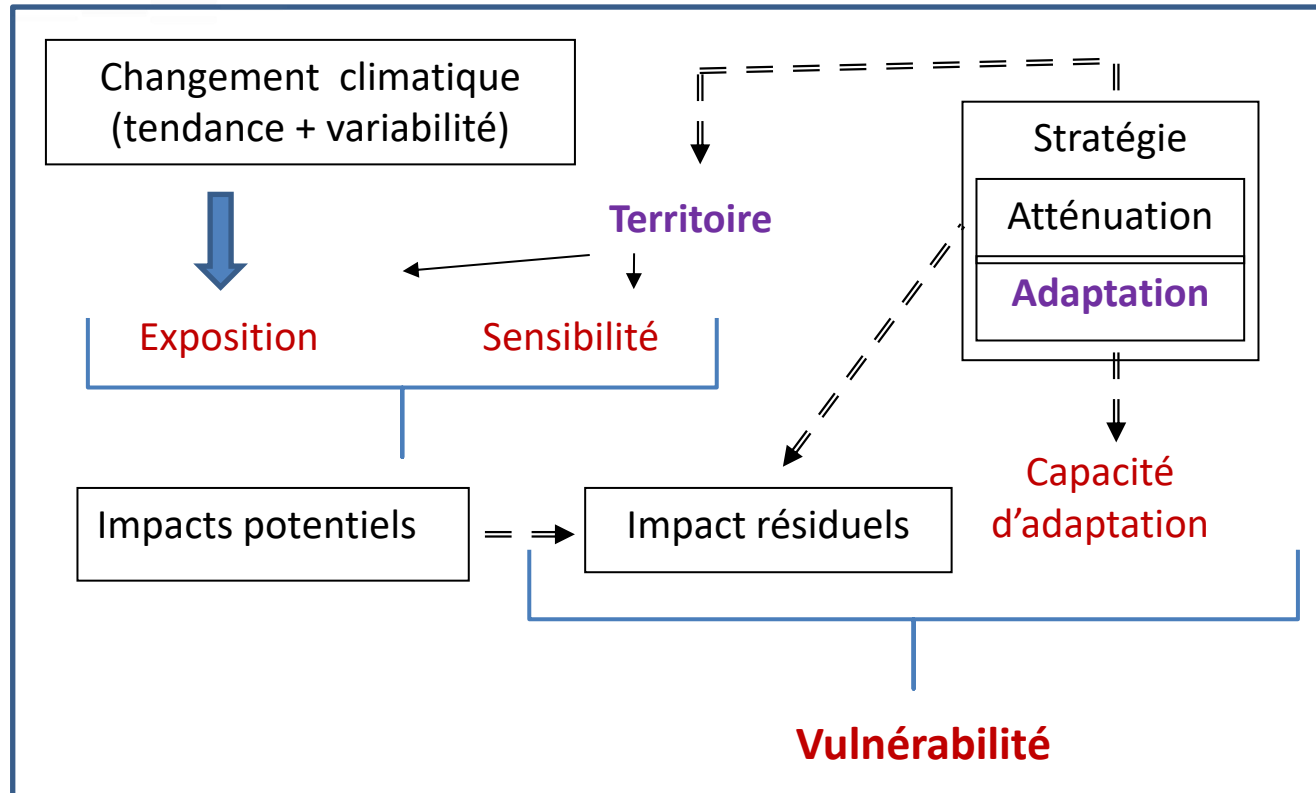 Changement climatique
(tendance + variabilité)
Stratégie
Atténuation
Adaptation
Territoire
Exposition
Sensibilité
Impacts potentiels
Impact résiduels
Capacité
d’adaptation
Vulnérabilité